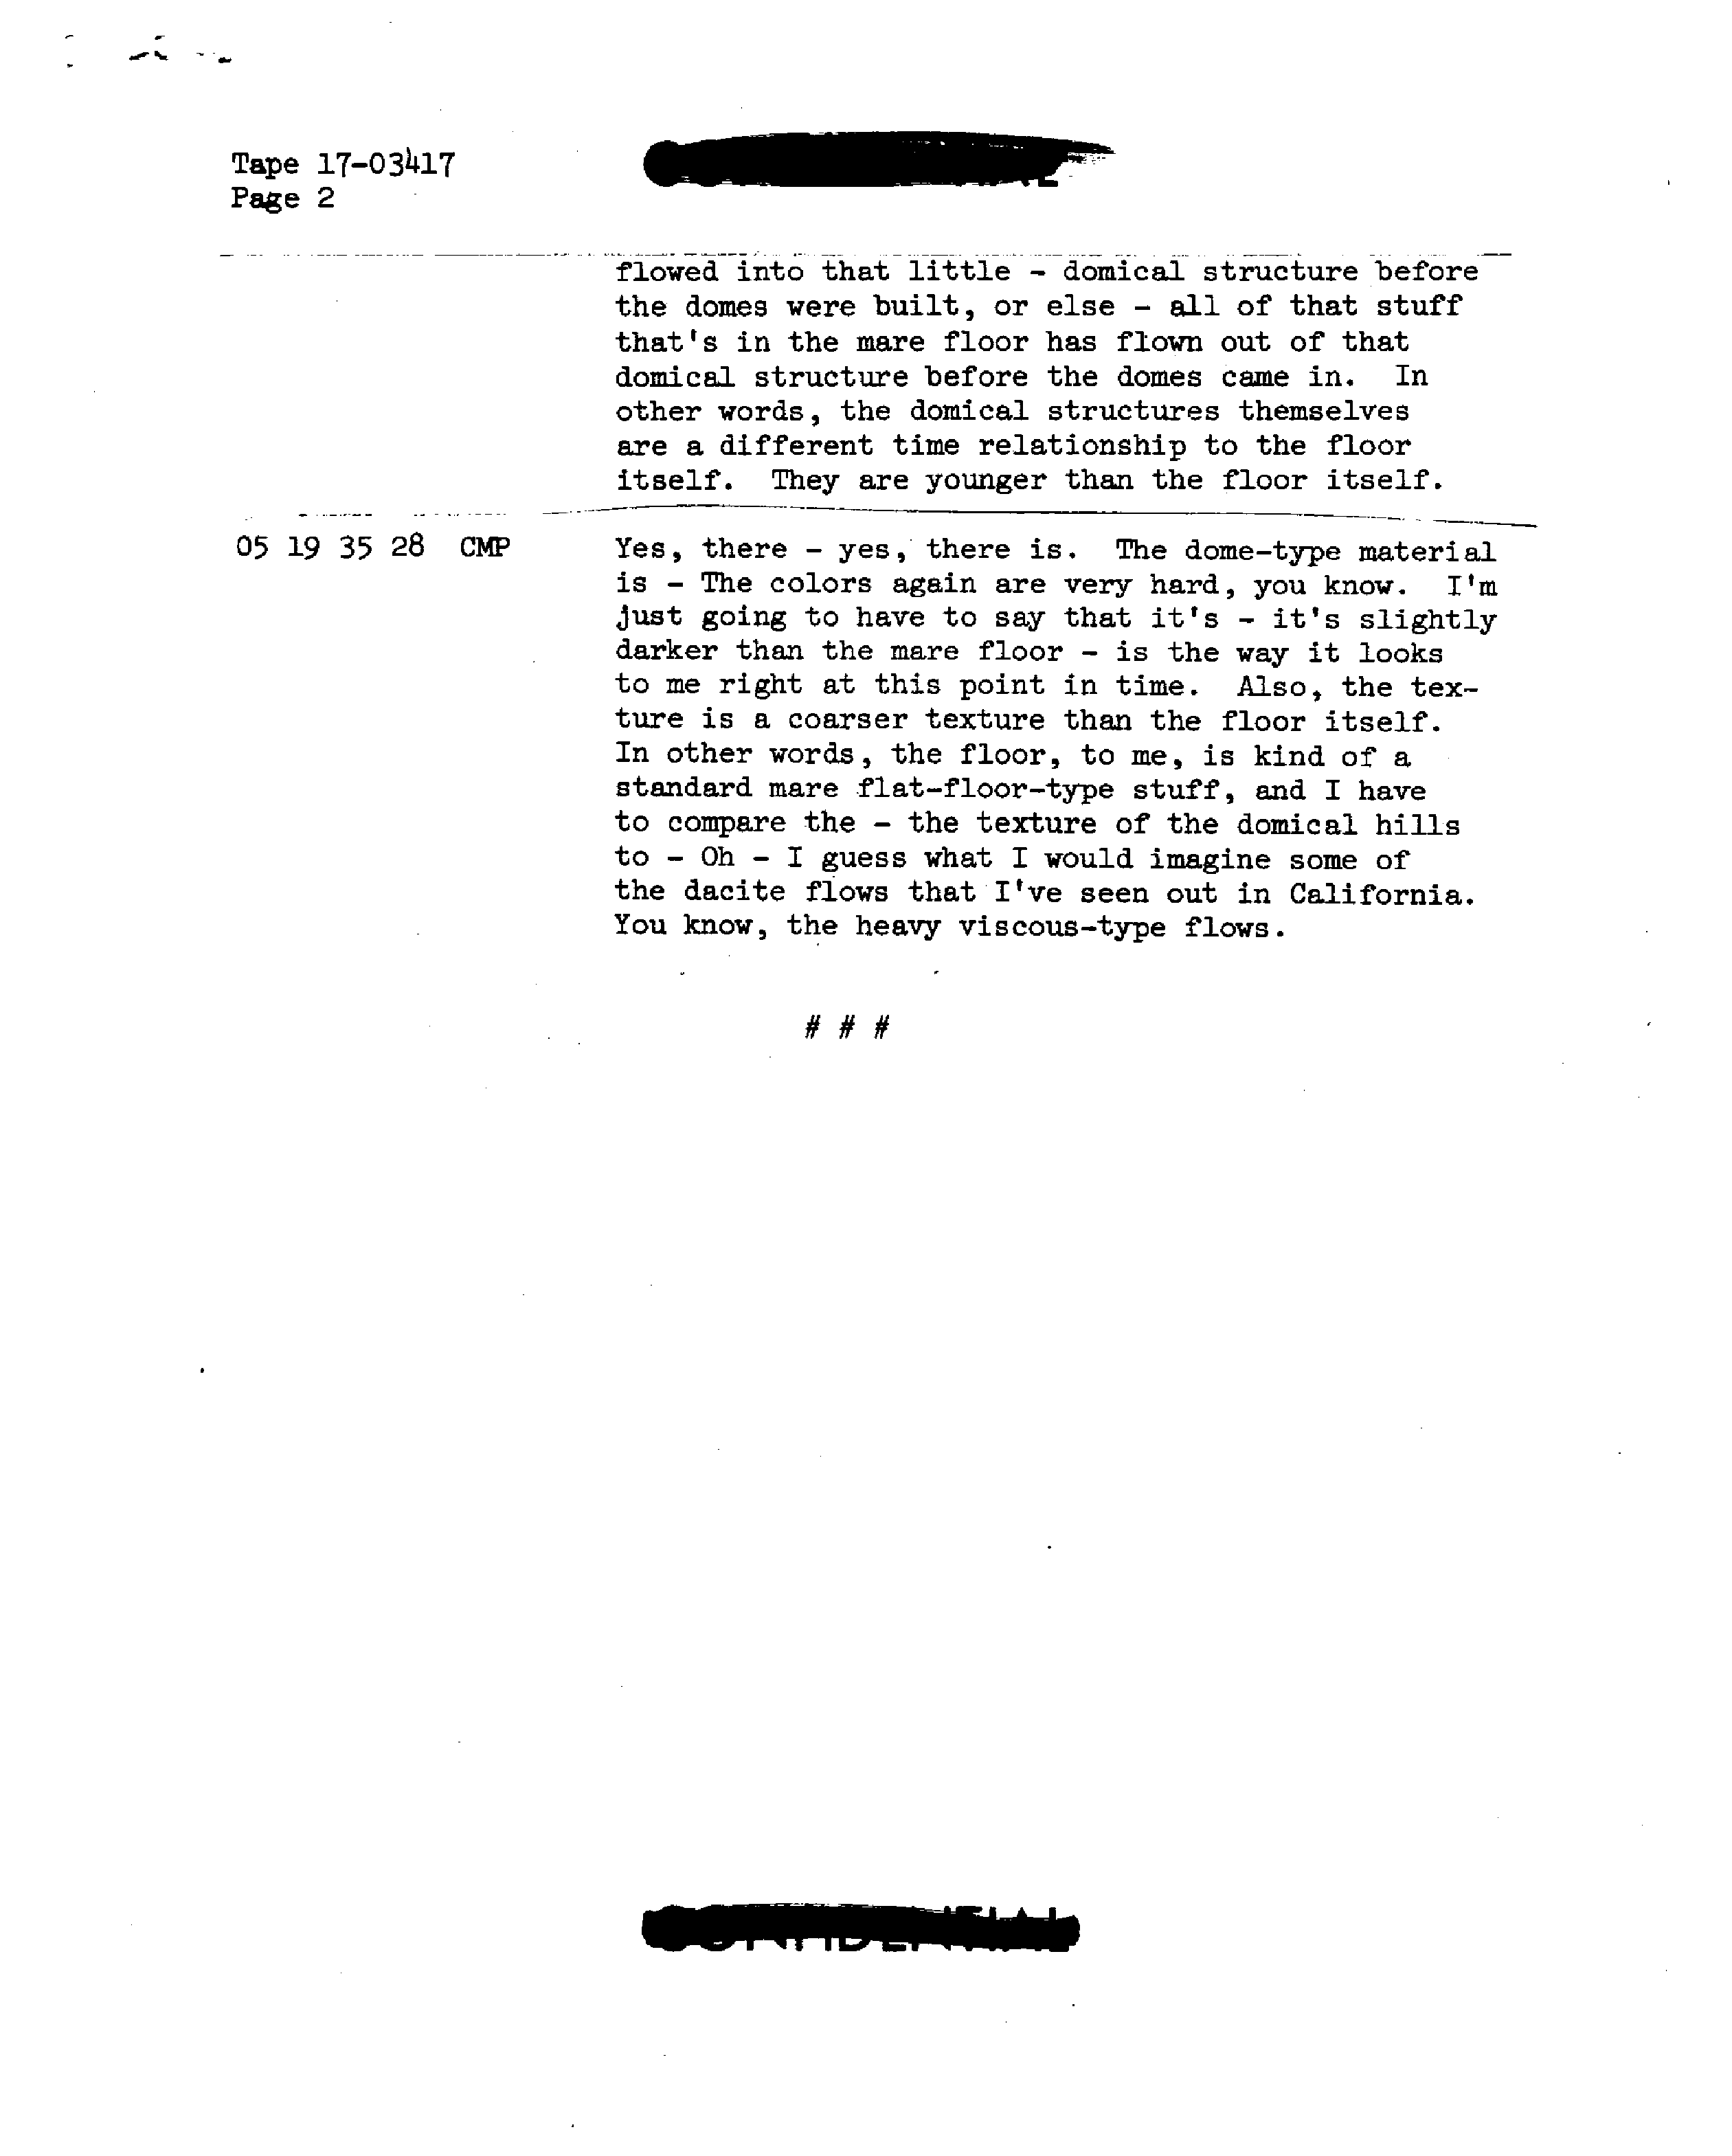 Tape 17-03417
Page 2
flowed into that little - domical structure before
the domes were built, or else - all of that stuff
that's in the mare floor has flown out of that
domical structure before the domes came in. In
other words, the domical structures themselves
are a different time relationship to the floor
itself. They are younger than the floor itself.
05 19 35 28 CMP Yes, there - yes, there is. The dome-type material
is - The colors again are very hard, you know. I'm
just going to have to say that it's - it's slightly
darker than the mare floor - is the way it looks
to me right at this point in time. Also, the tex-
ture is a coarser texture than the floor itself.
In other words, the floor, to me, is kind of a
standard mare flat-floor-type stuff, and I have
to compare the - the texture of the domical hills
to - Oh - I guess what I would imagine some of
the dacite flows that I've seen out in California.
You know, the heavy viscous-type flows.
# # #
CONFIDENTIAL